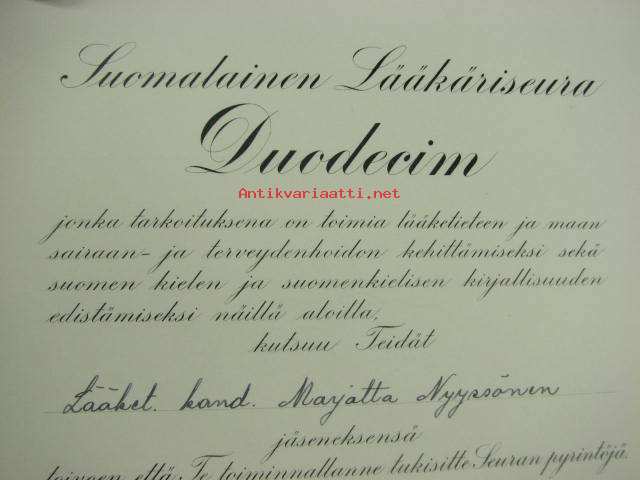 Suomalainen Lääkäriseura
Duodecim
Antikvariaatti.net
jonka tarkoituksena on toimia lääketieteen ja maan
sairaan- ja terveydenhoidon kehittämiseksi sekä
suomen kielen ja suomenkielisen kirjallisuuden
edistämiseksi näillä aloilla,
kutsuu Teidät
Lääket. kand. Marjatta Nyyssönen
jäseneksensä
toivoen että Te toiminnallanne tukisitte Seuran pyrintöjä.